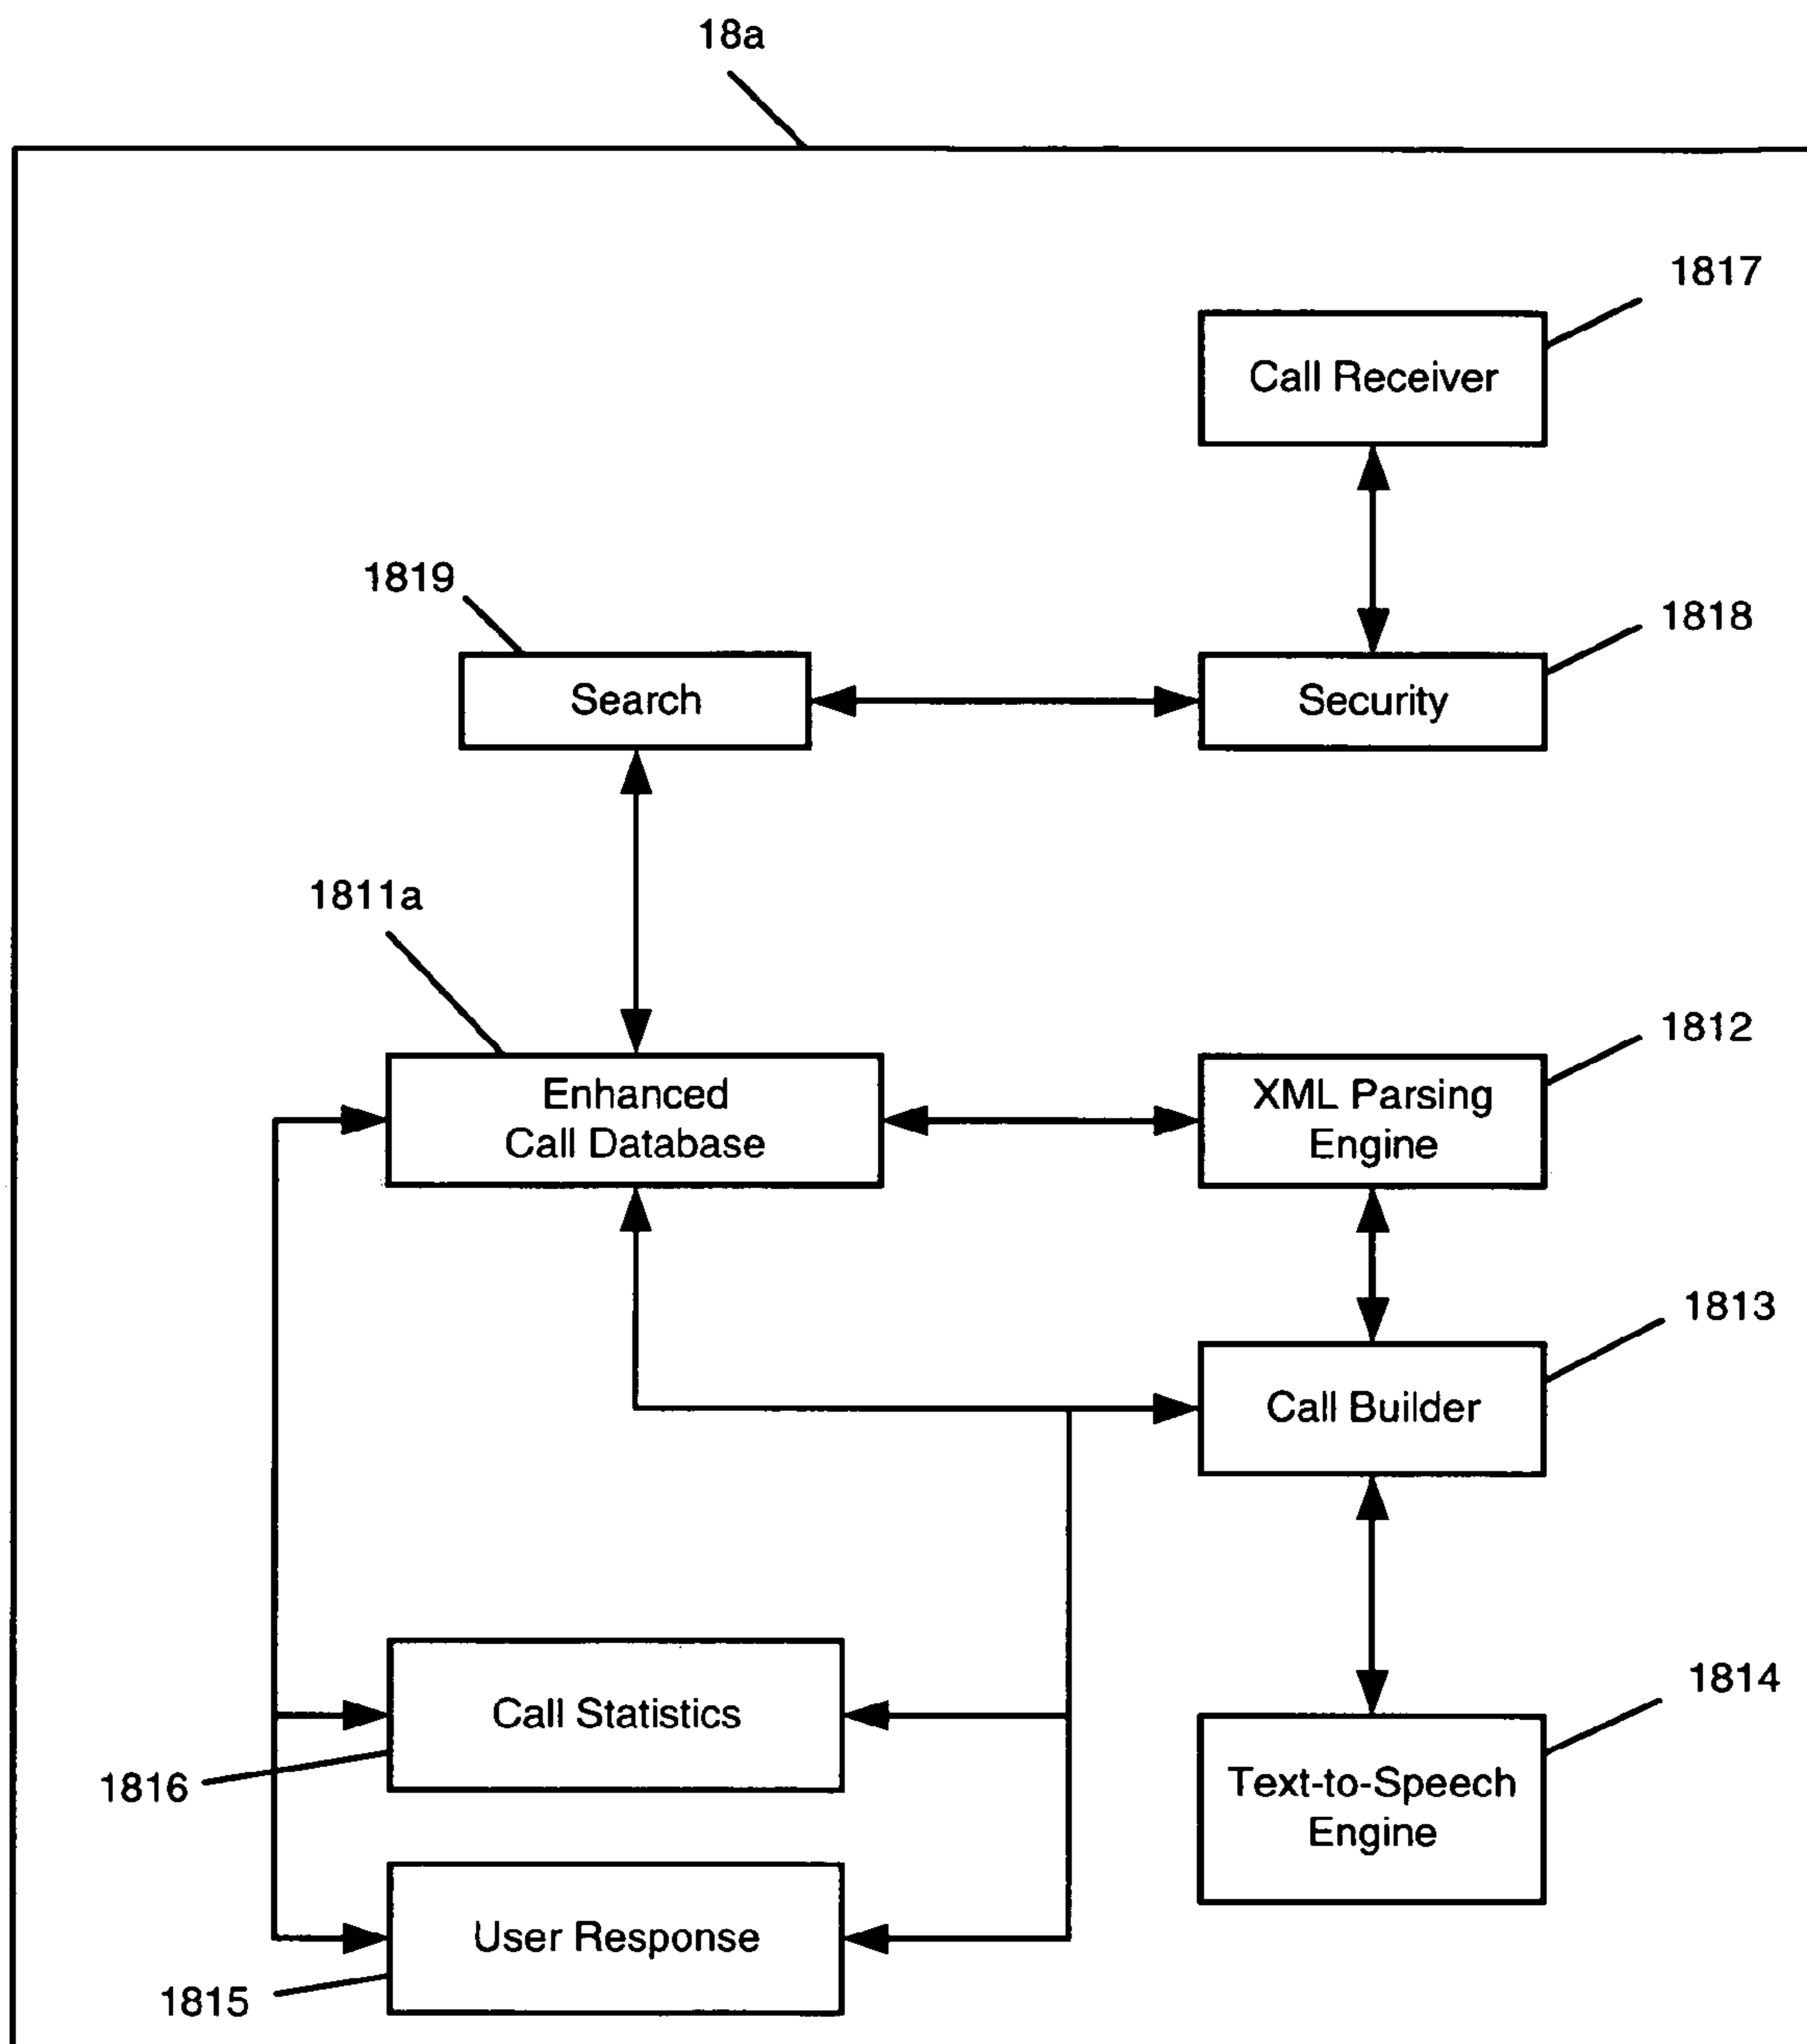 18a
1817
Call Receiver
1819
1818
Search
Security
1811a
1812
Enhanced
Call Database
XML Parsing
Engine
1813
Call Builder
1814
Call Statistics
1816
Text-to-Speech
Engine
User Response
1815